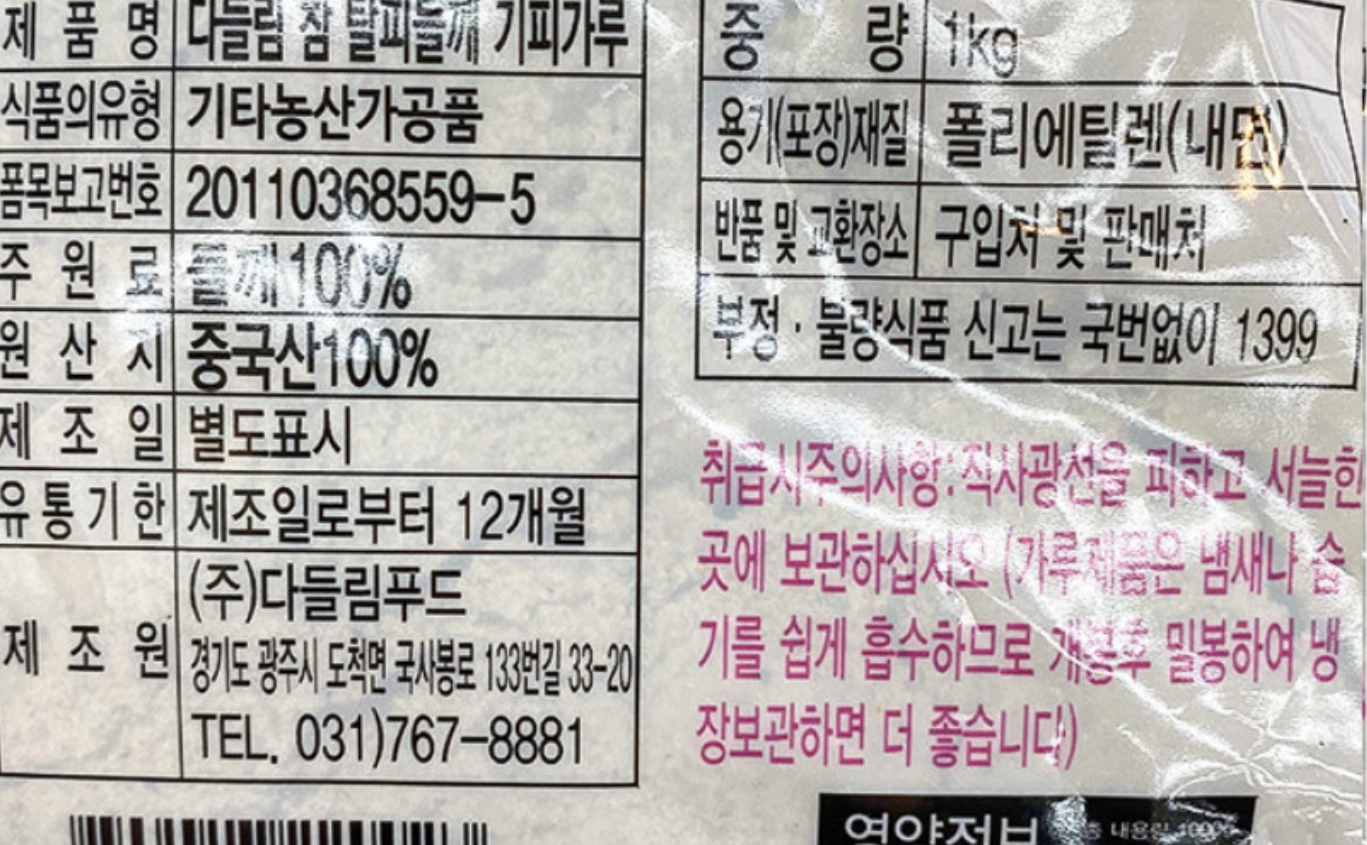 제품명 다들림 참 탈피들깨 기피가루
식품의유형 기타농산가공품
품목보고번호 20110368559-5
주원료 들깨100%
원산지 중국산100%
제조일 별도표시
유통기한 제조일로부터 12개월
제조원 (주)다들림푸드
경기도 광주시 도척면 국사봉로 133번길 33-20
TEL. 031)767-8881
중량 1kg
용기(포장)재질 폴리에틸렌(내면)
반품 및 교환장소 구입처 및 판매처
부정·불량식품 신고는 국번없이 1399
취급시주의사항:직사광선을 피하고 서늘한
곳에 보관하십시오 (가루제품은 냄새나 습
기를 쉽게 흡수하므로 개봉후 밀봉하여 냉
장보관하면 더 좋습니다)
영양정보 총 내용량 1000g